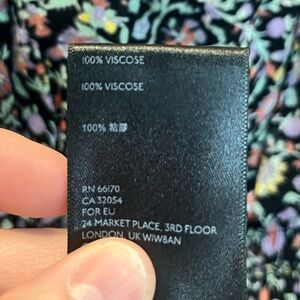 100% VISCOSE
100% VISCOSE
100% 粘膠
RN 66170
CA 32054
FOR EU
24 MARKET PLACE, 3RD FLOOR
LONDON, UK W1W8AN